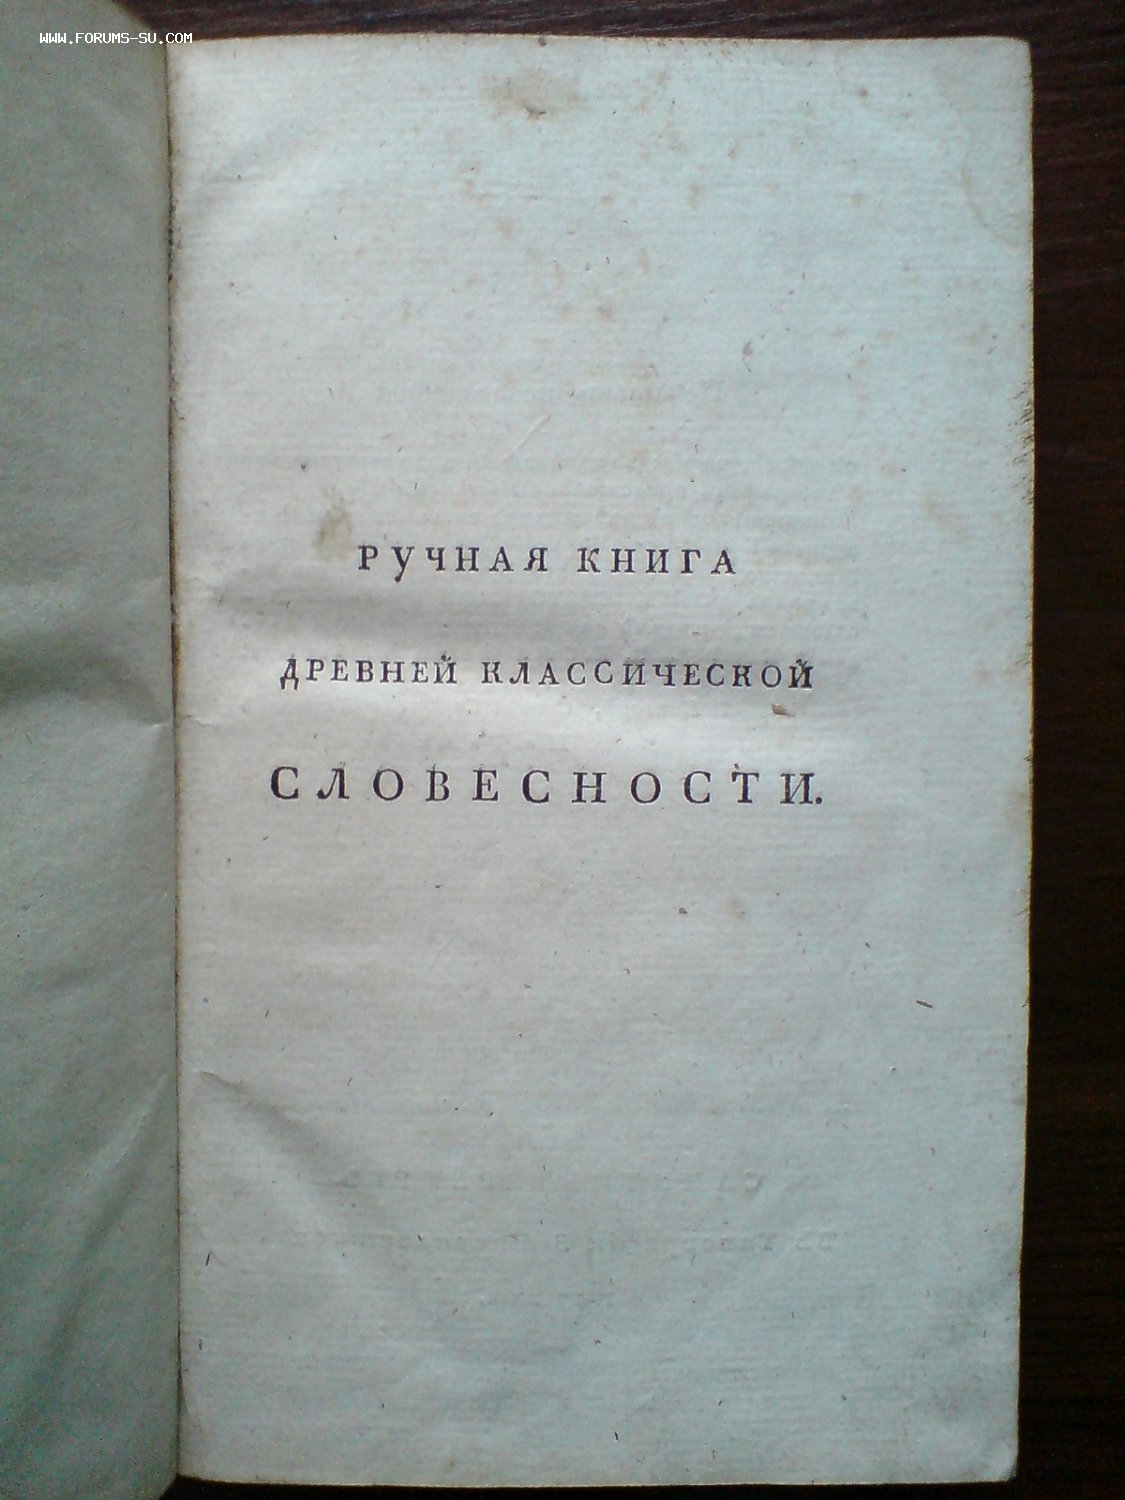 WWW.FORUMS-SU.COM
РУЧНАЯ КНИГА
ДРЕВНЕЙ КЛАССИЧЕСКОЙ
СЛОВЕСНОСТИ.